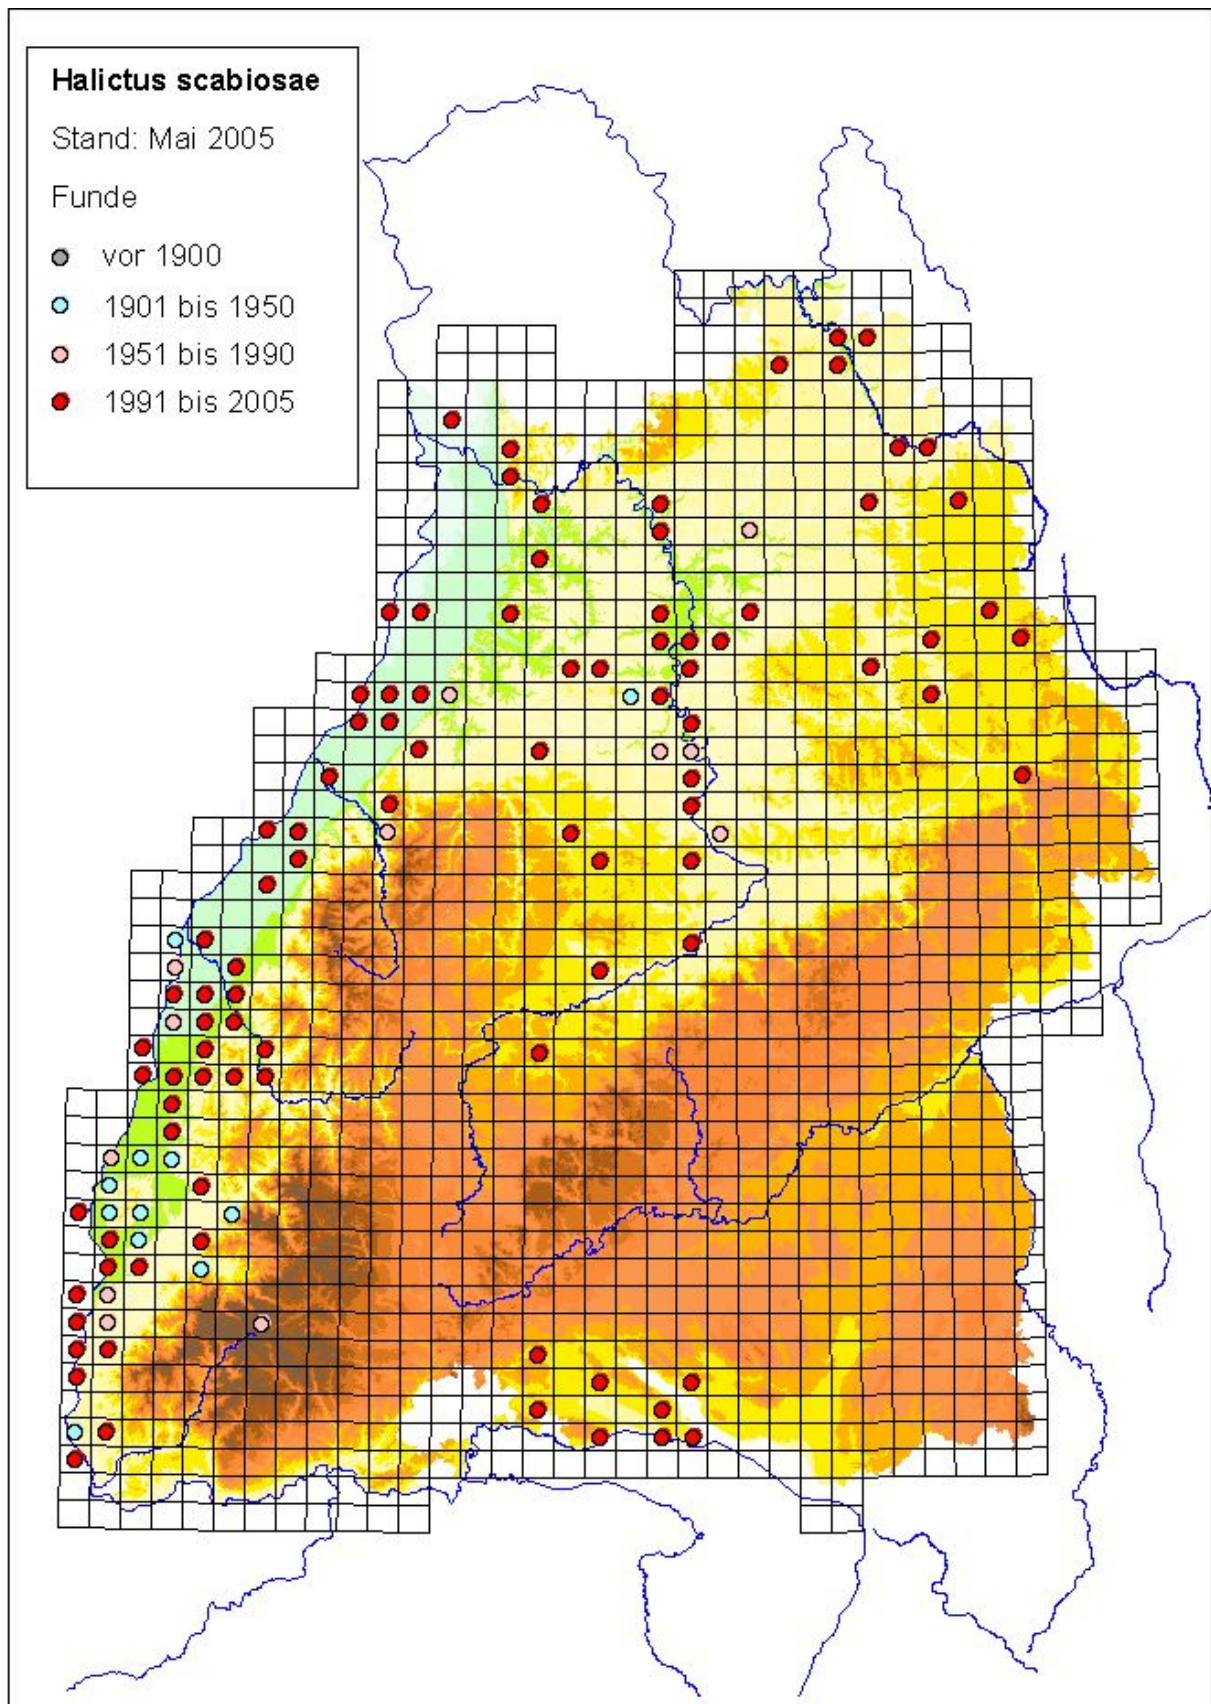 Halictus scabiosae
Stand: Mai 2005
Funde
vor 1900
1901 bis 1950
1951 bis 1990
1991 bis 2005